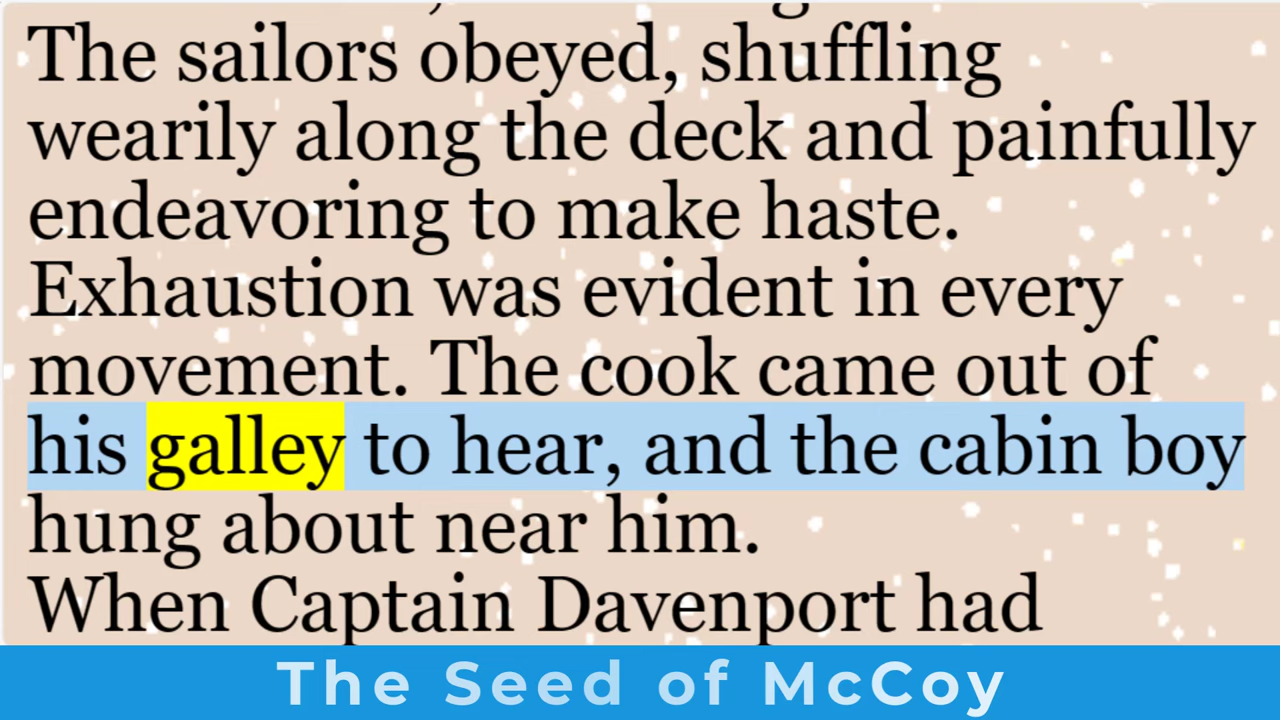 The sailors obeyed, shuffling
wearily along the deck and painfully
endeavoring to make haste.
Exhaustion was evident in every
movement. The cook came out of
his galley to hear, and the cabin boy
hung about near him.
When Captain Davenport had
The Seed of McCoy